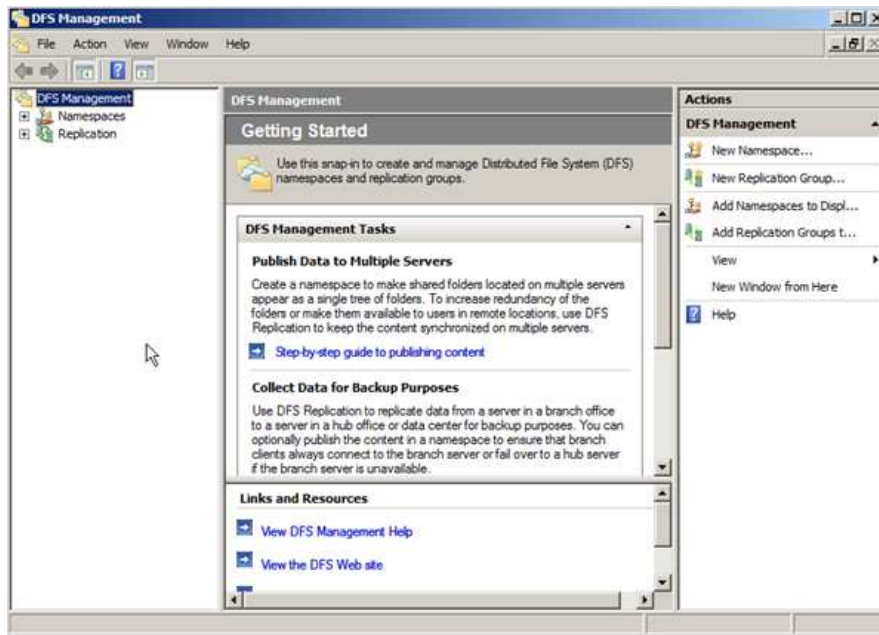 DFS Management
File Action View Window Help
DFS Management
Namespaces
Replication
DFS Management
Getting Started
Use this snap-in to create and manage Distributed File System (DFS)
namespaces and replication groups.
DFS Management Tasks
Publish Data to Multiple Servers
Create a namespace to make shared folders located on multiple servers
appear as a single tree of folders. To increase redundancy of the
folders or make them available to users in remote locations, use DFS
Replication to keep the content synchronized on multiple servers.
Step-by-step guide to publishing content
Collect Data for Backup Purposes
Use DFS Replication to replicate data from a server in a branch office
to a server in a hub office or data center for backup purposes. You can
optionally publish the content in a namespace to ensure that branch
clients always connect to the branch server or fail over to a hub server
if the branch server is unavailable.
Links and Resources
View DFS Management Help
View the DFS Web site
Actions
DFS Management
New Namespace...
New Replication Group...
Add Namespaces to Displ...
Add Replication Groups t...
View
New Window from Here
Help